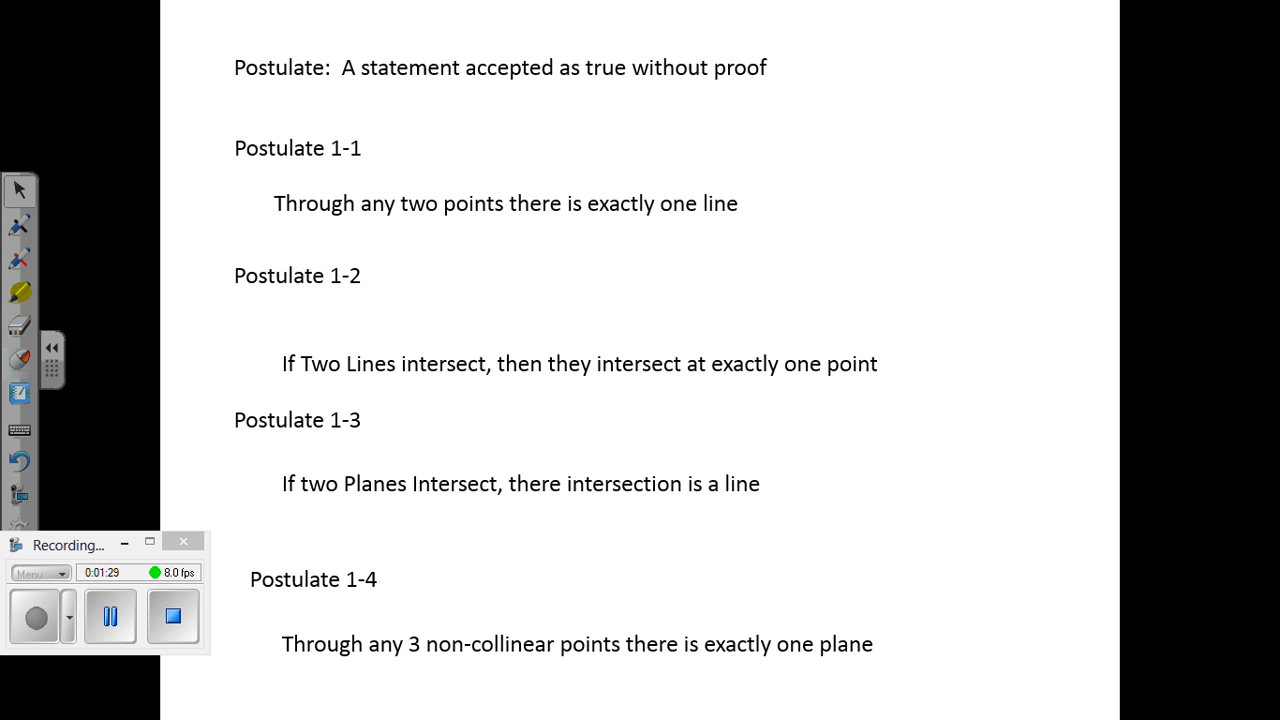 Postulate: A statement accepted as true without proof
Postulate 1-1
Through any two points there is exactly one line
Postulate 1-2
If Two Lines intersect, then they intersect at exactly one point
Postulate 1-3
If two Planes Intersect, there intersection is a line
Recording...
Menu 0:01:29 8.0 fps
Postulate 1-4
Through any 3 non-collinear points there is exactly one plane